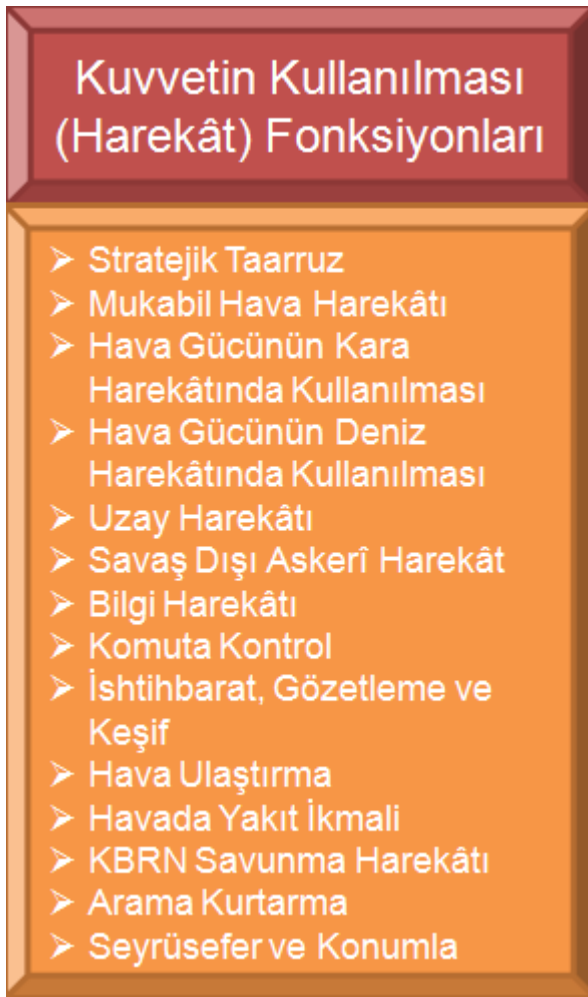 Kuvvetin Kullanılması
(Harekât) Fonksiyonları
➢ Stratejik Taarruz
➢ Mukabil Hava Harekâtı
➢ Hava Gücünün Kara
Harekâtında Kullanılması
➢ Hava Gücünün Deniz
Harekâtında Kullanılması
➢ Uzay Harekâtı
➢ Savaş Dışı Askerî Harekât
➢ Bilgi Harekâtı
➢ Komuta Kontrol
➢ İshtihbarat, Gözetleme ve
Keşif
➢ Hava Ulaştırma
➢ Havada Yakıt İkmali
➢ KBRN Savunma Harekâtı
➢ Arama Kurtarma
➢ Seyrüsefer ve Konumla